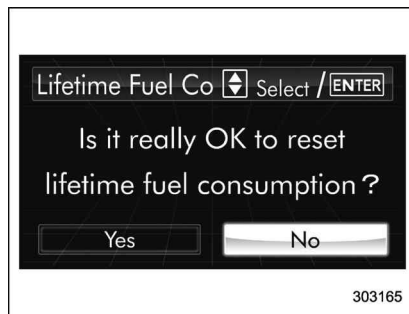 Lifetime Fuel Co Select / ENTER
Is it really OK to reset
lifetime fuel consumption ?
Yes No
303165